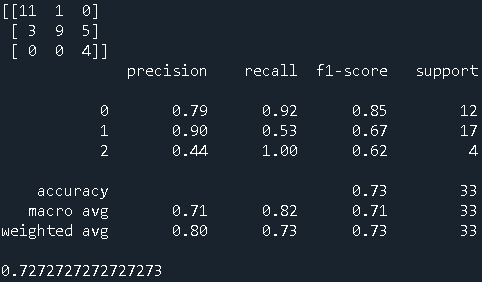 [[11 1 0]
[ 3 9 5]
[ 0 0 4]]
precision recall f1-score support
0 0.79 0.92 0.85 12
1 0.90 0.53 0.67 17
2 0.44 1.00 0.62 4
accuracy 0.73 33
macro avg 0.71 0.82 0.71 33
weighted avg 0.80 0.73 0.73 33
0.7272727272727273